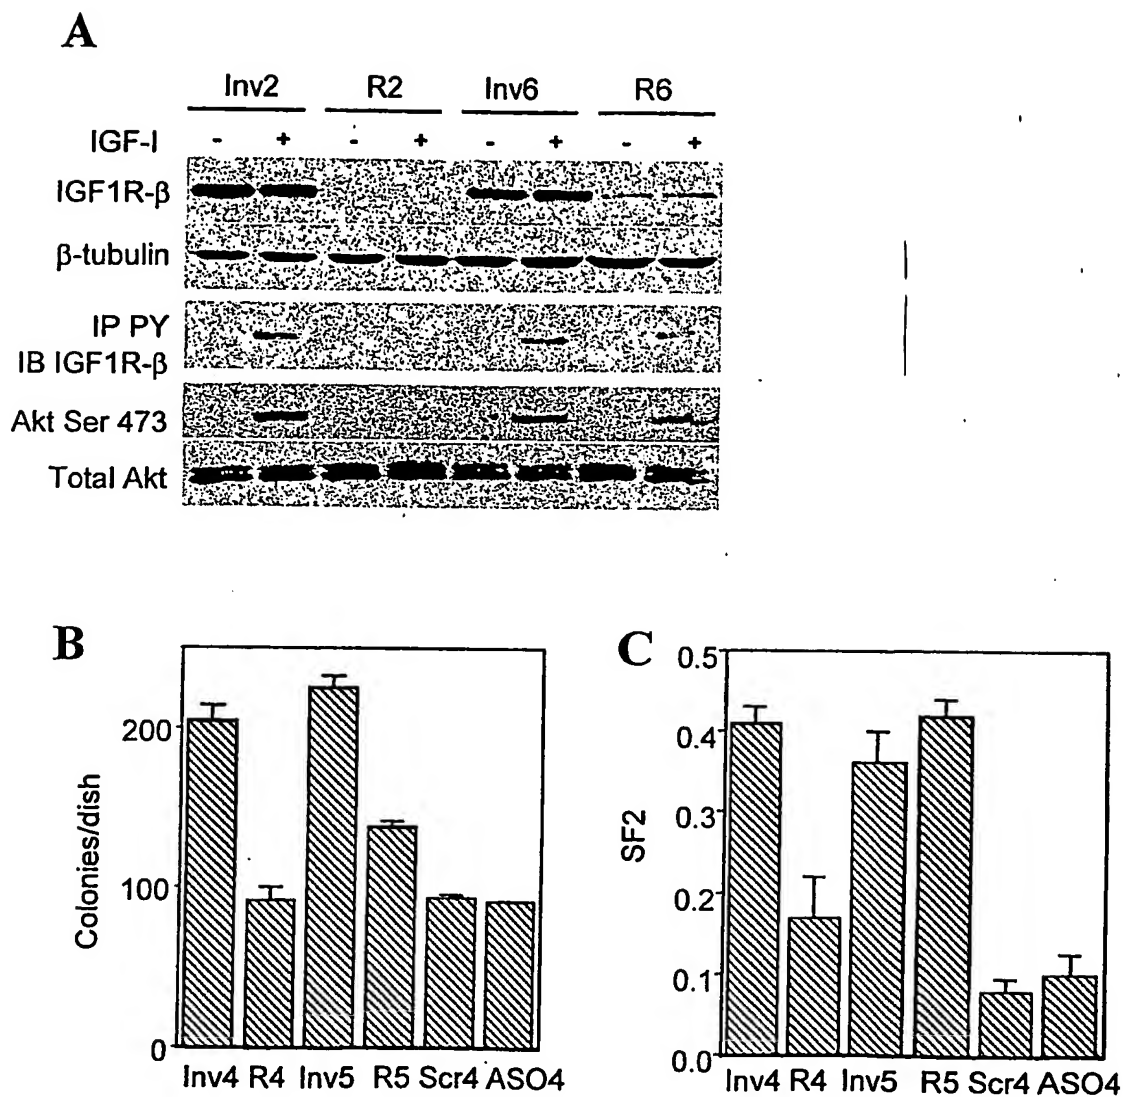 A
Inv2 R2 Inv6 R6
IGF-I - + - + - + - +
IGF1R-β
β-tubulin
IP PY
IB IGF1R-β
Akt Ser 473
Total Akt
B
Colonies/dish
200
100
0
Inv4 R4 Inv5 R5 Scr4 ASO4
C
SF2
0.5
0.4
0.3
0.2
0.1
0.0
Inv4 R4 Inv5 R5 Scr4 ASO4